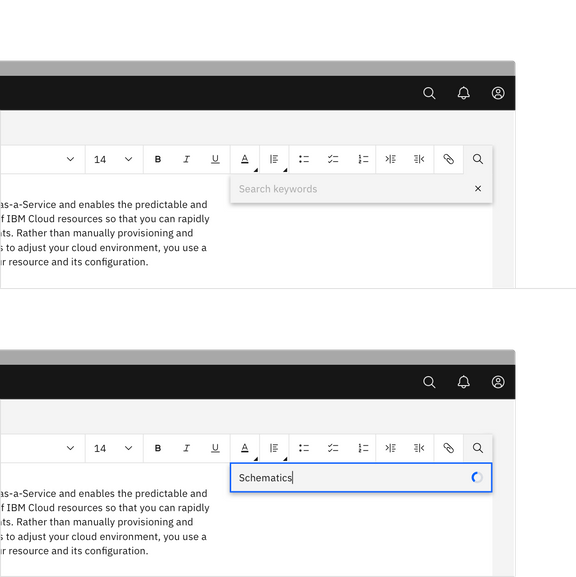 14 B I U A
Search keywords
as-a-Service and enables the predictable and
f IBM Cloud resources so that you can rapidly
ts. Rather than manually provisioning and
s to adjust your cloud environment, you use a
r resource and its configuration.
14 B I U A
Schematics
as-a-Service and enables the predictable and
f IBM Cloud resources so that you can rapidly
ts. Rather than manually provisioning and
s to adjust your cloud environment, you use a
r resource and its configuration.